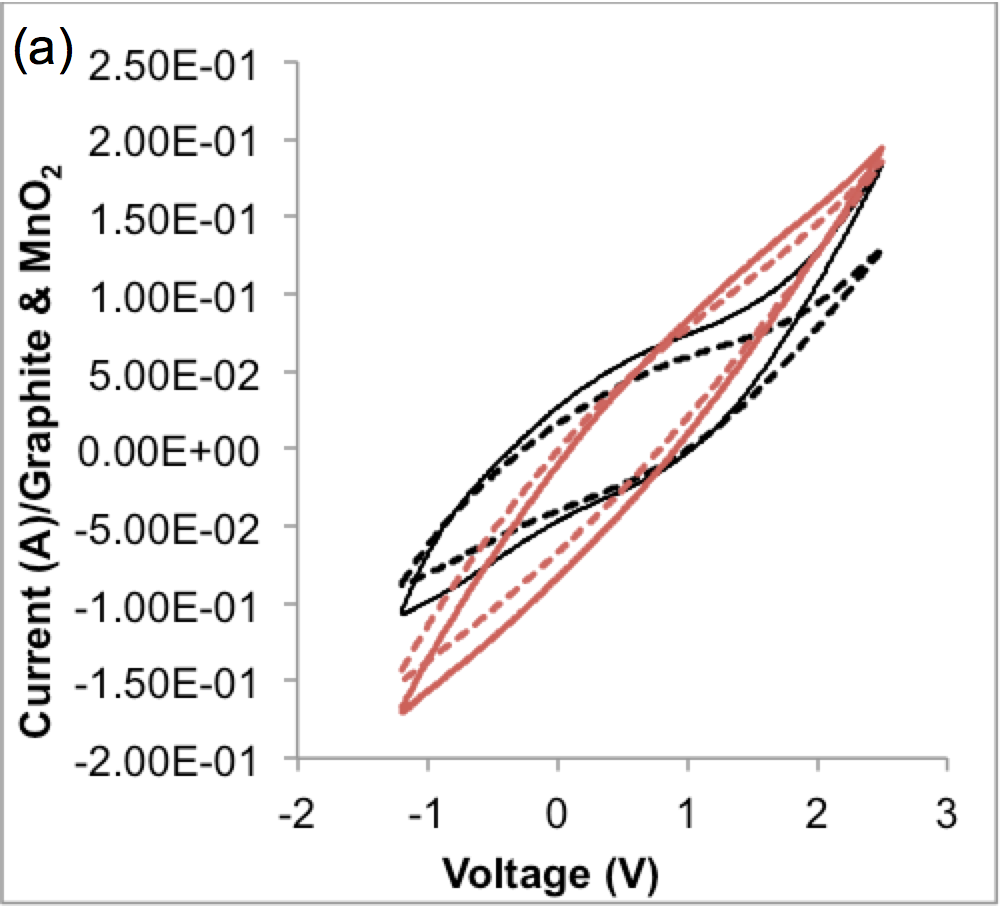 (a)
2.50E-01
2.00E-01
1.50E-01
1.00E-01
5.00E-02
0.00E+00
-5.00E-02
-1.00E-01
-1.50E-01
-2.00E-01
Current (A)/Graphite & MnO₂
-2 -1 0 1 2 3
Voltage (V)